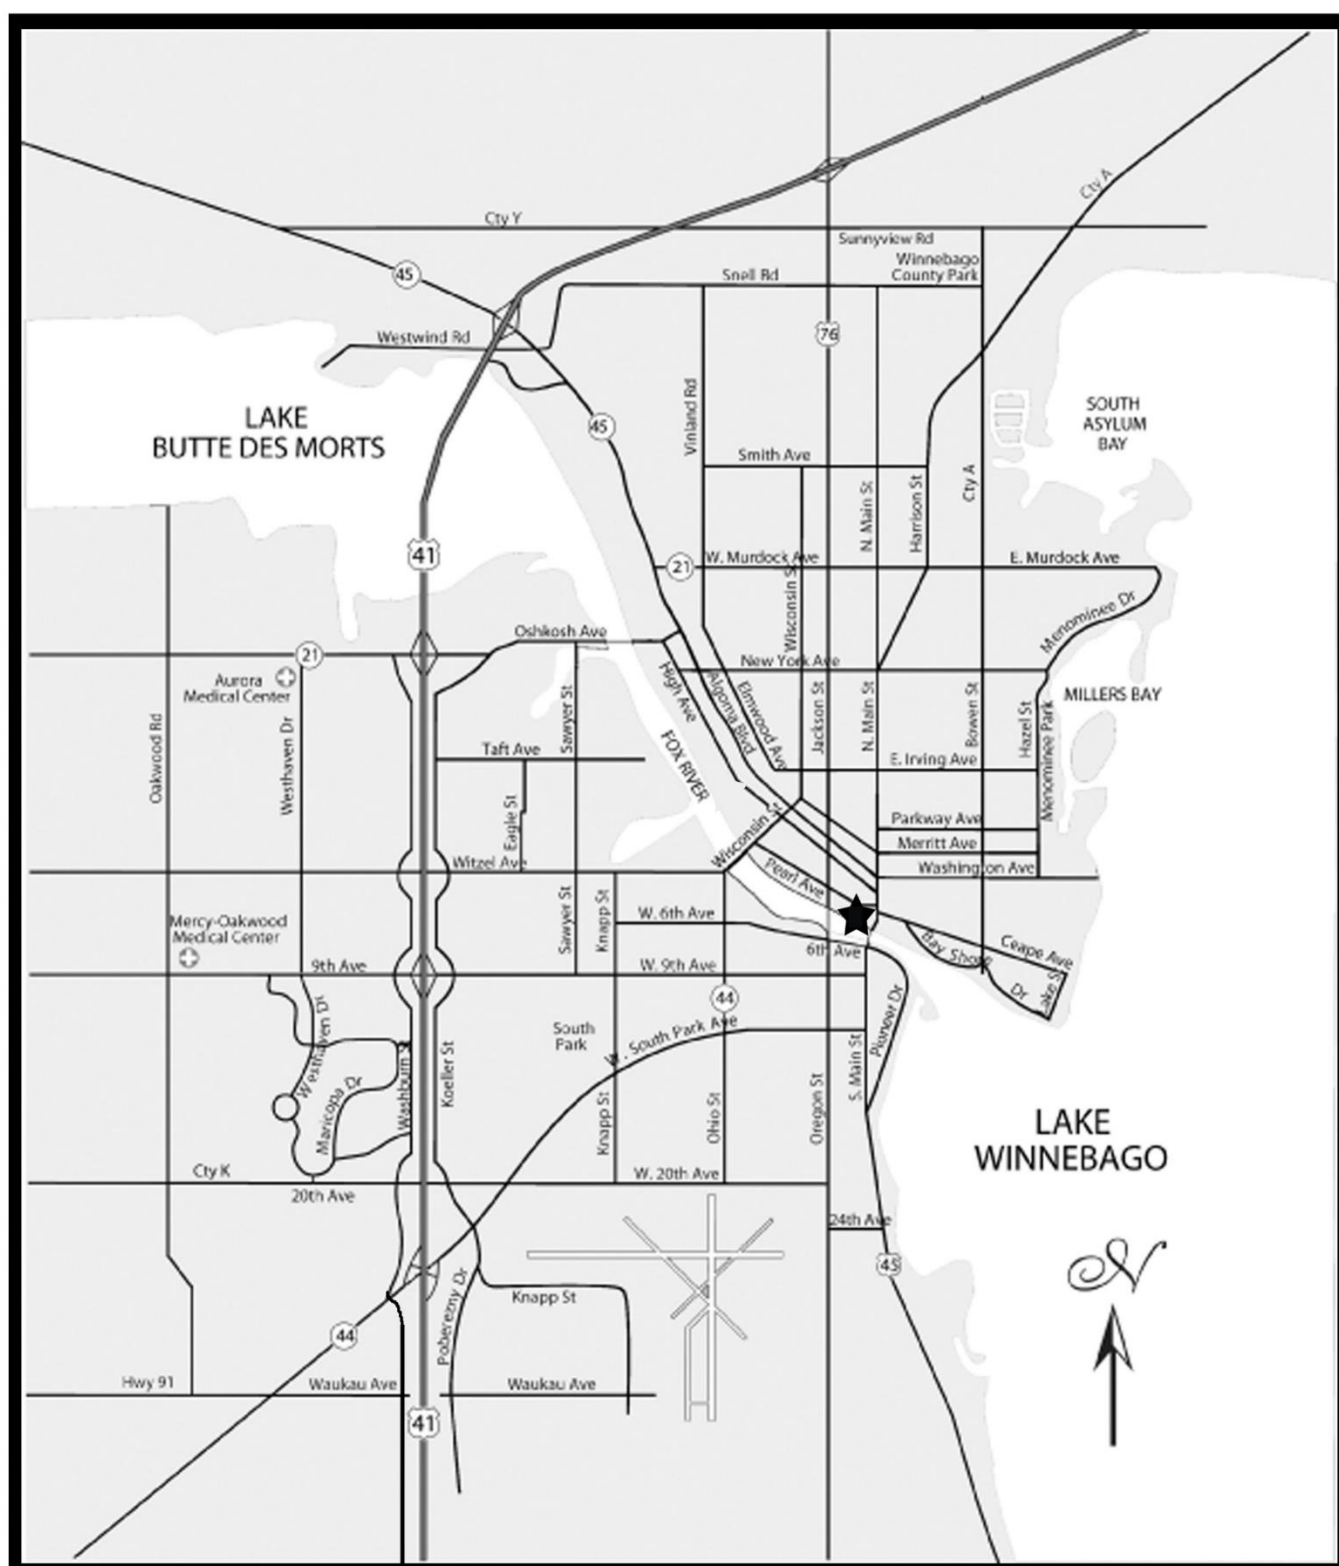 Cty A
Cty Y
Sunnyview Rd
Winnebago
County Park
45
Snell Rd
76
Westwind Rd
LAKE
BUTTE DES MORTS
45
Vinland Rd
SOUTH
ASYLUM
BAY
Smith Ave
N. Main St
Harrison St
Cty A
41
21
W. Murdock Ave
E. Murdock Ave
Wisconsin St
Menominee Dr
Oshkosh Ave
21
New York Ave
Aurora
Medical Center
High Ave
Algoma Blvd
Elmwood Ave
Jackson St
N. Main St
Bowen St
Hazel St
Menominee Park
MILLERS BAY
Oakwood Rd
Westhaven Dr
Sawyer St
Taft Ave
FOX RIVER
E. Irving Ave
Eagle St
Parkway Ave
Merritt Ave
Washington Ave
Witzel Ave
Wisconsin St
Pearl Ave
Mercy-Oakwood
Medical Center
Sawyer St
Knapp St
W. 6th Ave
6th Ave
Bay Shore
Dr
Ceape Ave
Lake St
9th Ave
W. 9th Ave
44
Westhaven Dr
South
Park
W. South Park Ave
Pioneer Dr
Maricopa Dr
Washburn St
Koeller St
Knapp St
Ohio St
Oregon St
S. Main St
LAKE
WINNEBAGO
Cty K
20th Ave
W. 20th Ave
24th Ave
45
N
Poberezny Dr
Knapp St
44
Hwy 91
Waukau Ave
Waukau Ave
41